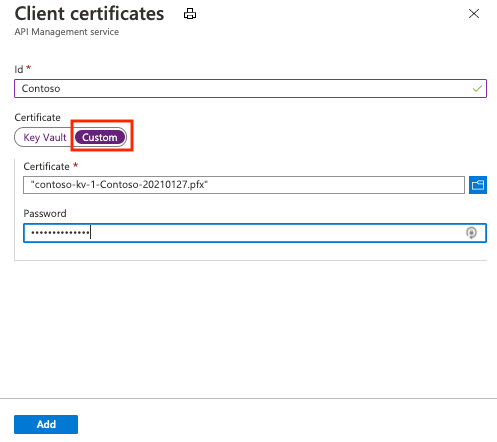 Client certificates
API Management service
Id *
Contoso
Certificate
Key Vault Custom
Certificate *
"contoso-kv-1-Contoso-20210127.pfx"
Password
••••••••••••••
Add